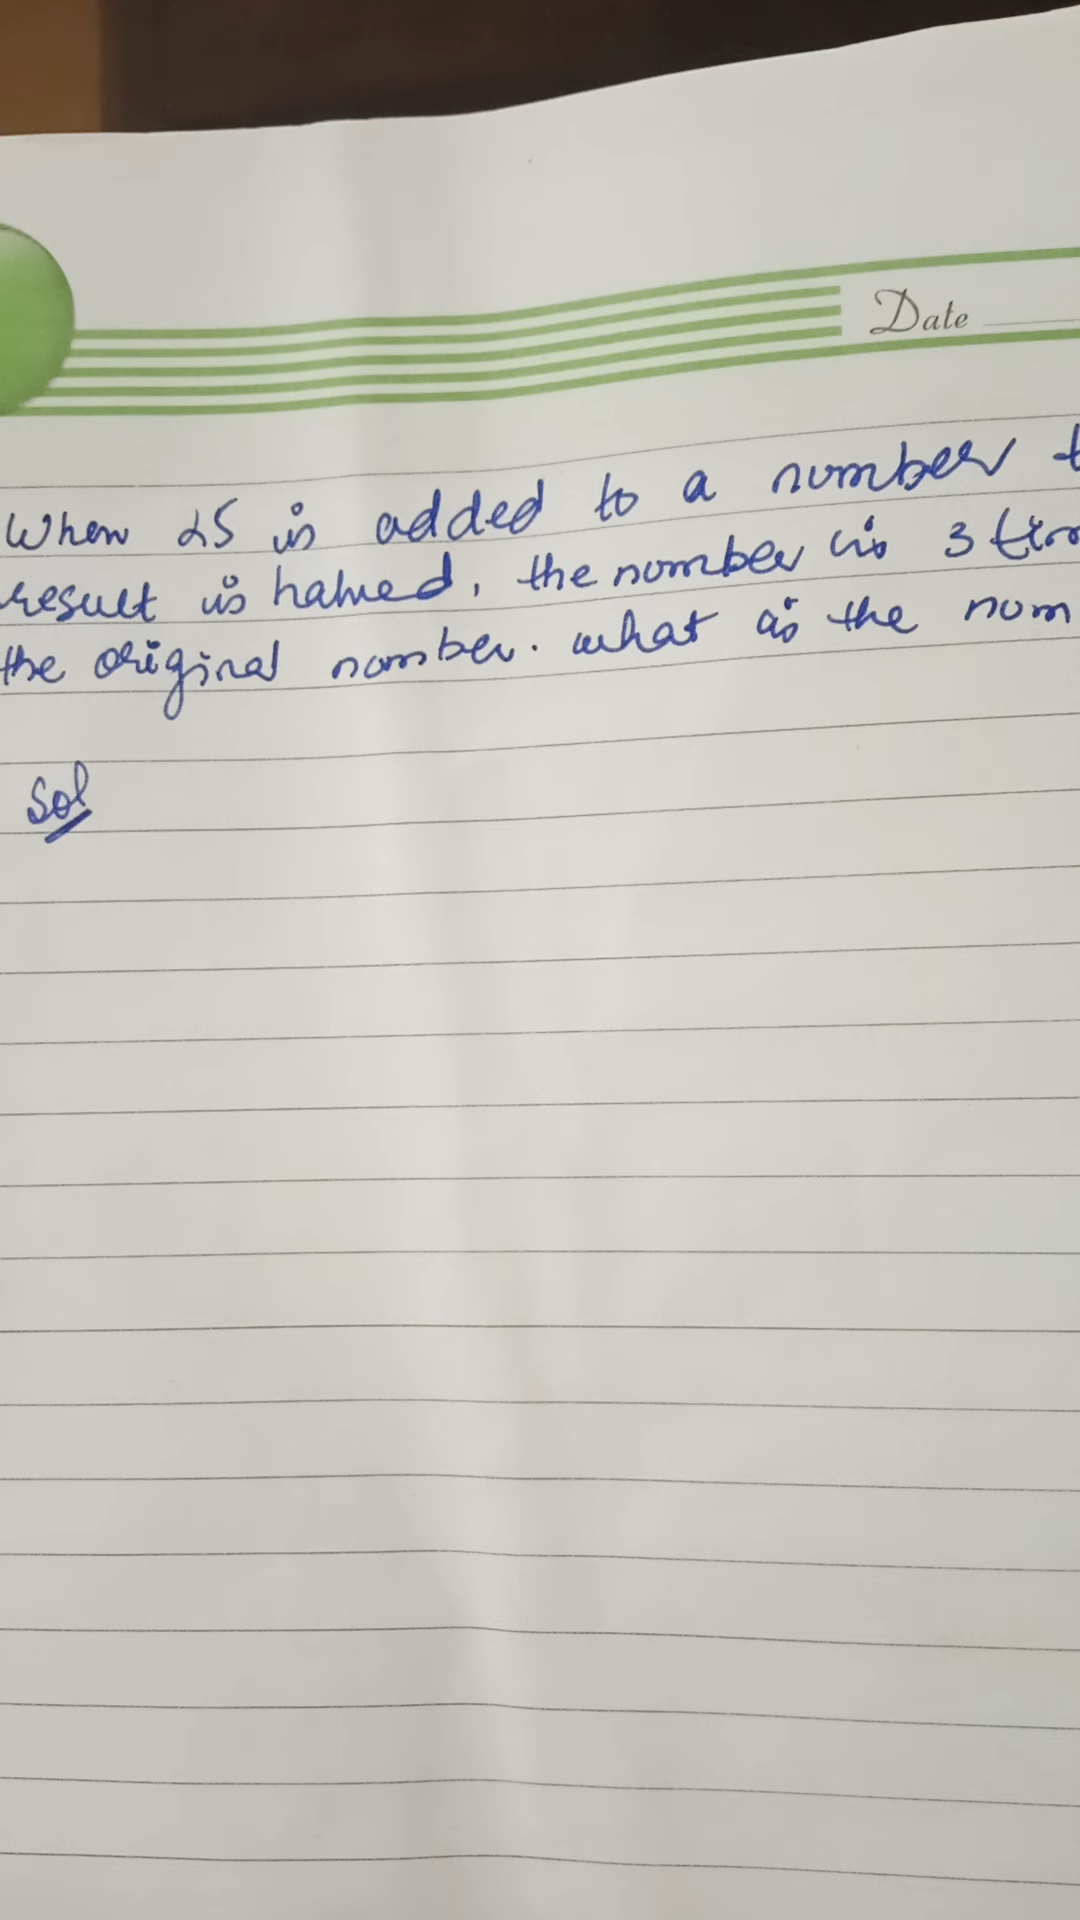 Date
When 25 is added to a number t
result is halved, the number is 3 tim
the original number. what is the num
Sol